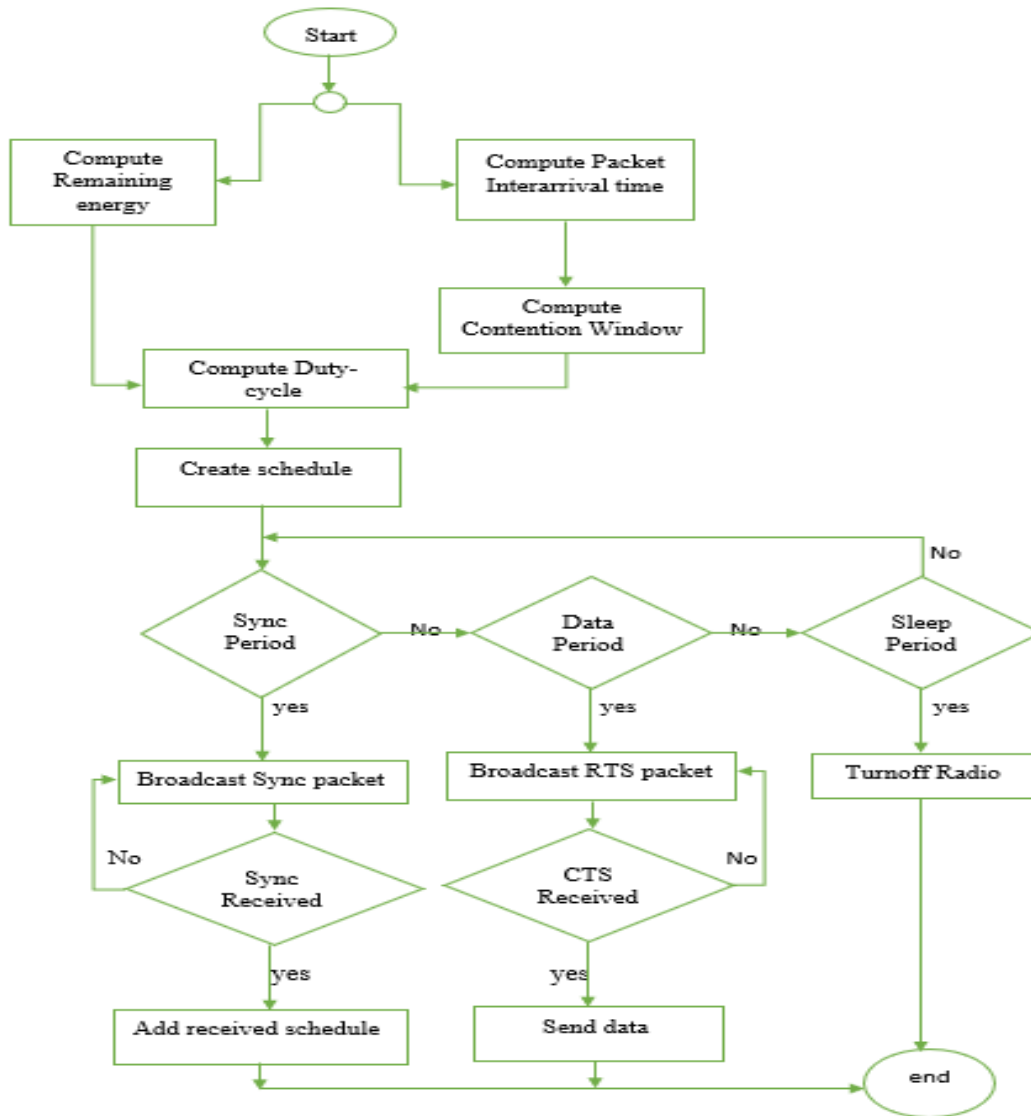 Start
Compute
Remaining
energy
Compute Packet
Interarrival time
Compute
Contention Window
Compute Duty-
cycle
Create schedule
No
Sync
Period
No
Data
Period
No
Sleep
Period
yes
yes
yes
Broadcast Sync packet
Broadcast RTS packet
Turnoff Radio
No
Sync
Received
CTS
Received
No
yes
yes
Add received schedule
Send data
end